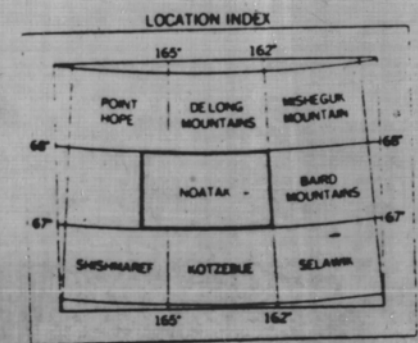 LOCATION INDEX
165° 162°
POINT HOPE DE LONG MOUNTAINS MISHEGUK MOUNTAIN
68° 68°
NOATAK BAIRD MOUNTAINS
67° 67°
SHISHMAREF KOTZEBUE SELAWIK
165° 162°